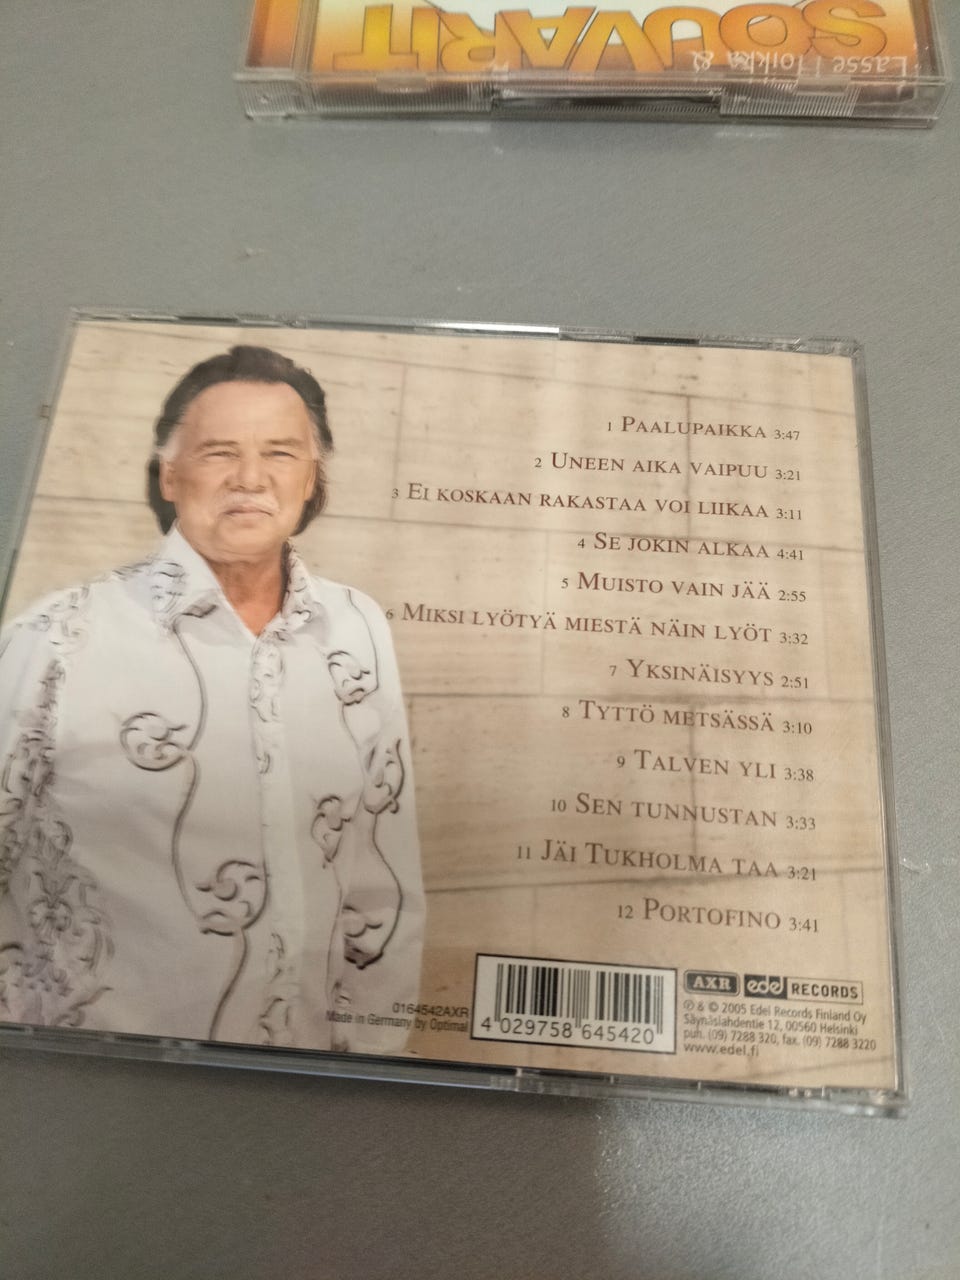 SOUVARIT
Lasse Hoikka &
1 PAALUPAIKKA 3:47
2 UNEEN AIKA VAIPUU 3:21
3 EI KOSKAAN RAKASTAA VOI LIIKAA 3:11
4 SE JOKIN ALKAA 4:41
5 MUISTO VAIN JÄÄ 2:55
6 MIKSI LYÖTYÄ MIESTÄ NÄIN LYÖT 3:32
7 YKSINÄISYYS 2:51
8 TYTTÖ METSÄSSÄ 3:10
9 TALVEN YLI 3:38
10 SEN TUNNUSTAN 3:33
11 JÄI TUKHOLMA TAA 3:21
12 PORTOFINO 3:41
0164542AXR
Made in Germany by Optimal
4 029758 645420
AXR edel RECORDS
℗ & © 2005 Edel Records Finland Oy
Säynäslahdentie 12, 00560 Helsinki
puh. (09) 7288 320, fax. (09) 7288 3220
www.edel.fi